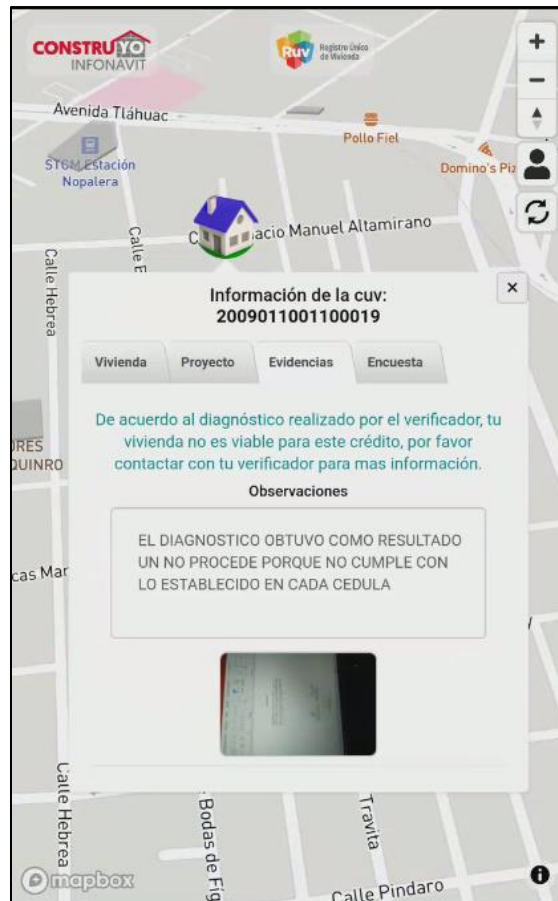 CONSTRUYO
INFONAVIT
Ruv
Registro Único
de Vivienda
Avenida Tláhuac
Pollo Fiel
STCM Estación
Nopalera
Domino's Piz
acio Manuel Altamirano
Calle Hebrea
Información de la cuv:
2009011001100019
×
Vivienda
Proyecto
Evidencias
Encuesta
De acuerdo al diagnóstico realizado por el verificador, tu
vivienda no es viable para este crédito, por favor
contactar con tu verificador para mas información.
Observaciones
EL DIAGNOSTICO OBTUVO COMO RESULTADO
UN NO PROCEDE PORQUE NO CUMPLE CON
LO ESTABLECIDO EN CADA CEDULA
ORES
QUINRO
cas Mar
Calle Hebrea
Bodas de Fíg
Travita
Calle Pindaro
mapbox